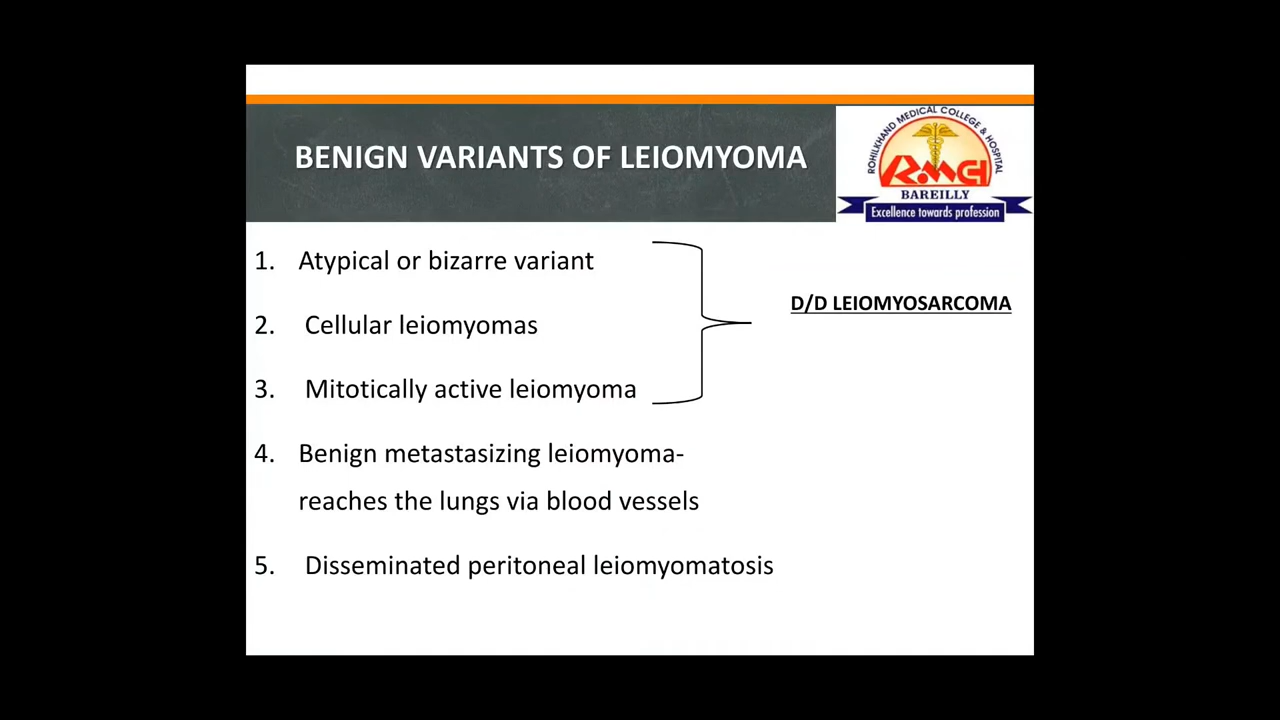 BENIGN VARIANTS OF LEIOMYOMA
ROHILKHAND MEDICAL COLLEGE & HOSPITAL
RMCH
BAREILLY
Excellence towards profession
1. Atypical or bizarre variant
2. Cellular leiomyomas
3. Mitotically active leiomyoma
D/D LEIOMYOSARCOMA
4. Benign metastasizing leiomyoma-
reaches the lungs via blood vessels
5. Disseminated peritoneal leiomyomatosis